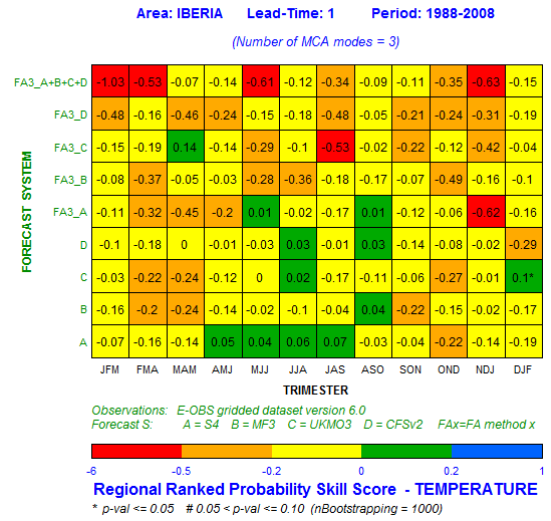 Area: IBERIA Lead-Time: 1 Period: 1988-2008
(Number of MCA modes = 3)
FORECAST SYSTEM
FA3_A+B+C+D -1.03 -0.53 -0.07 -0.14 -0.61 -0.12 -0.34 -0.09 -0.11 -0.35 -0.63 -0.15
FA3_D -0.48 -0.16 -0.46 -0.24 -0.15 -0.18 -0.48 -0.05 -0.21 -0.24 -0.31 -0.19
FA3_C -0.15 -0.19 0.14 -0.14 -0.29 -0.1 -0.53 -0.02 -0.22 -0.12 -0.42 -0.04
FA3_B -0.08 -0.37 -0.05 -0.03 -0.28 -0.36 -0.18 -0.17 -0.07 -0.49 -0.16 -0.1
FA3_A -0.11 -0.32 -0.45 -0.2 0.01 -0.02 -0.17 0.01 -0.12 -0.06 -0.62 -0.16
D -0.1 -0.18 0 -0.01 -0.03 0.03 -0.01 0.03 -0.14 -0.08 -0.02 -0.29
C -0.03 -0.22 -0.24 -0.12 0 0.02 -0.17 -0.11 -0.06 -0.27 -0.01 0.1*
B -0.16 -0.2 -0.24 -0.14 -0.02 -0.1 -0.04 0.04 -0.22 -0.15 -0.02 -0.17
A -0.07 -0.16 -0.14 0.05 0.04 0.06 0.07 -0.03 -0.04 -0.22 -0.14 -0.19
JFM FMA MAM AMJ MJJ JJA JAS ASO SON OND NDJ DJF
TRIMESTER
Observations: E-OBS gridded dataset version 6.0
Forecast S: A = S4 B = MF3 C = UKMO3 D = CFSv2 FAx=FA method x
-6 -0.5 -0.2 0 0.2 1
Regional Ranked Probability Skill Score - TEMPERATURE
* p-val <= 0.05 # 0.05 < p-val <= 0.10 (nBootstrapping = 1000)